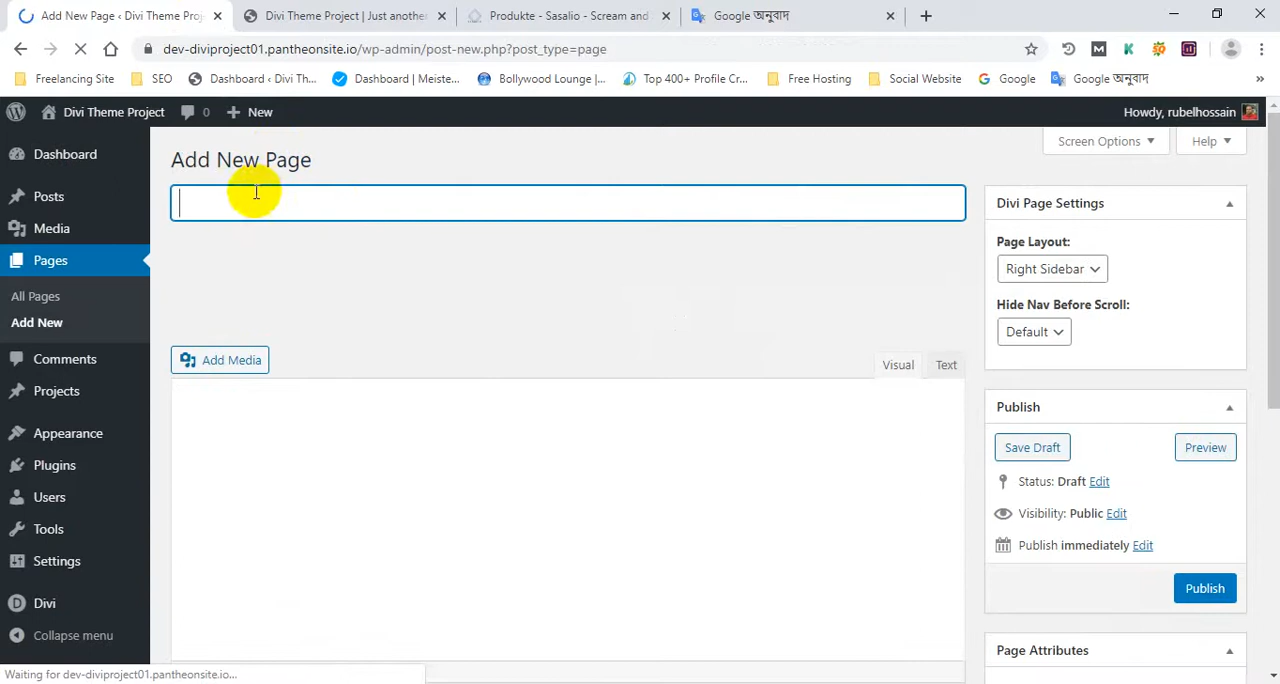 Add New Page ‹ Divi Theme Proj
Divi Theme Project | Just another
Produkte - Sasalio - Scream and
Google অনুবাদ
dev-diviproject01.pantheonsite.io/wp-admin/post-new.php?post_type=page
Freelancing Site
SEO
Dashboard ‹ Divi Th...
Dashboard | Meiste...
Bollywood Lounge |...
Top 400+ Profile Cr...
Free Hosting
Social Website
Google
Google অনুবাদ
»
Divi Theme Project
0
New
Howdy, rubelhossain
Screen Options
Help
Dashboard
Posts
Media
Pages
All Pages
Add New
Comments
Projects
Appearance
Plugins
Users
Tools
Settings
Divi
Collapse menu
Add New Page
Add Media
Visual
Text
Divi Page Settings
Page Layout:
Right Sidebar
Hide Nav Before Scroll:
Default
Publish
Save Draft
Preview
Status: Draft Edit
Visibility: Public Edit
Publish immediately Edit
Publish
Page Attributes
Waiting for dev-diviproject01.pantheonsite.io...